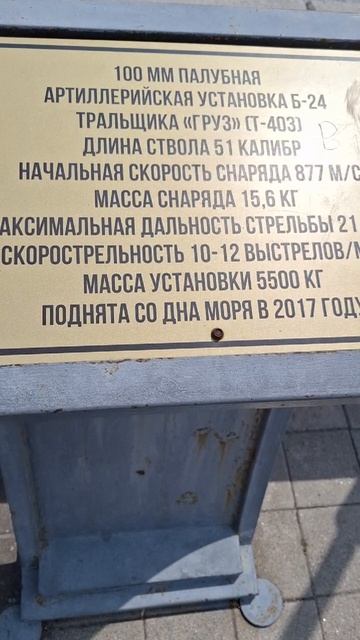 100 ММ ПАЛУБНАЯ
АРТИЛЛЕРИЙСКАЯ УСТАНОВКА Б-24
ТРАЛЬЩИКА «ГРУЗ» (Т-403)
ДЛИНА СТВОЛА 51 КАЛИБР
НАЧАЛЬНАЯ СКОРОСТЬ СНАРЯДА 877 М/С
МАССА СНАРЯДА 15,6 КГ
АКСИМАЛЬНАЯ ДАЛЬНОСТЬ СТРЕЛЬБЫ 21
СКОРОСТРЕЛЬНОСТЬ 10-12 ВЫСТРЕЛОВ/М
МАССА УСТАНОВКИ 5500 КГ
ПОДНЯТА СО ДНА МОРЯ В 2017 ГОДУ